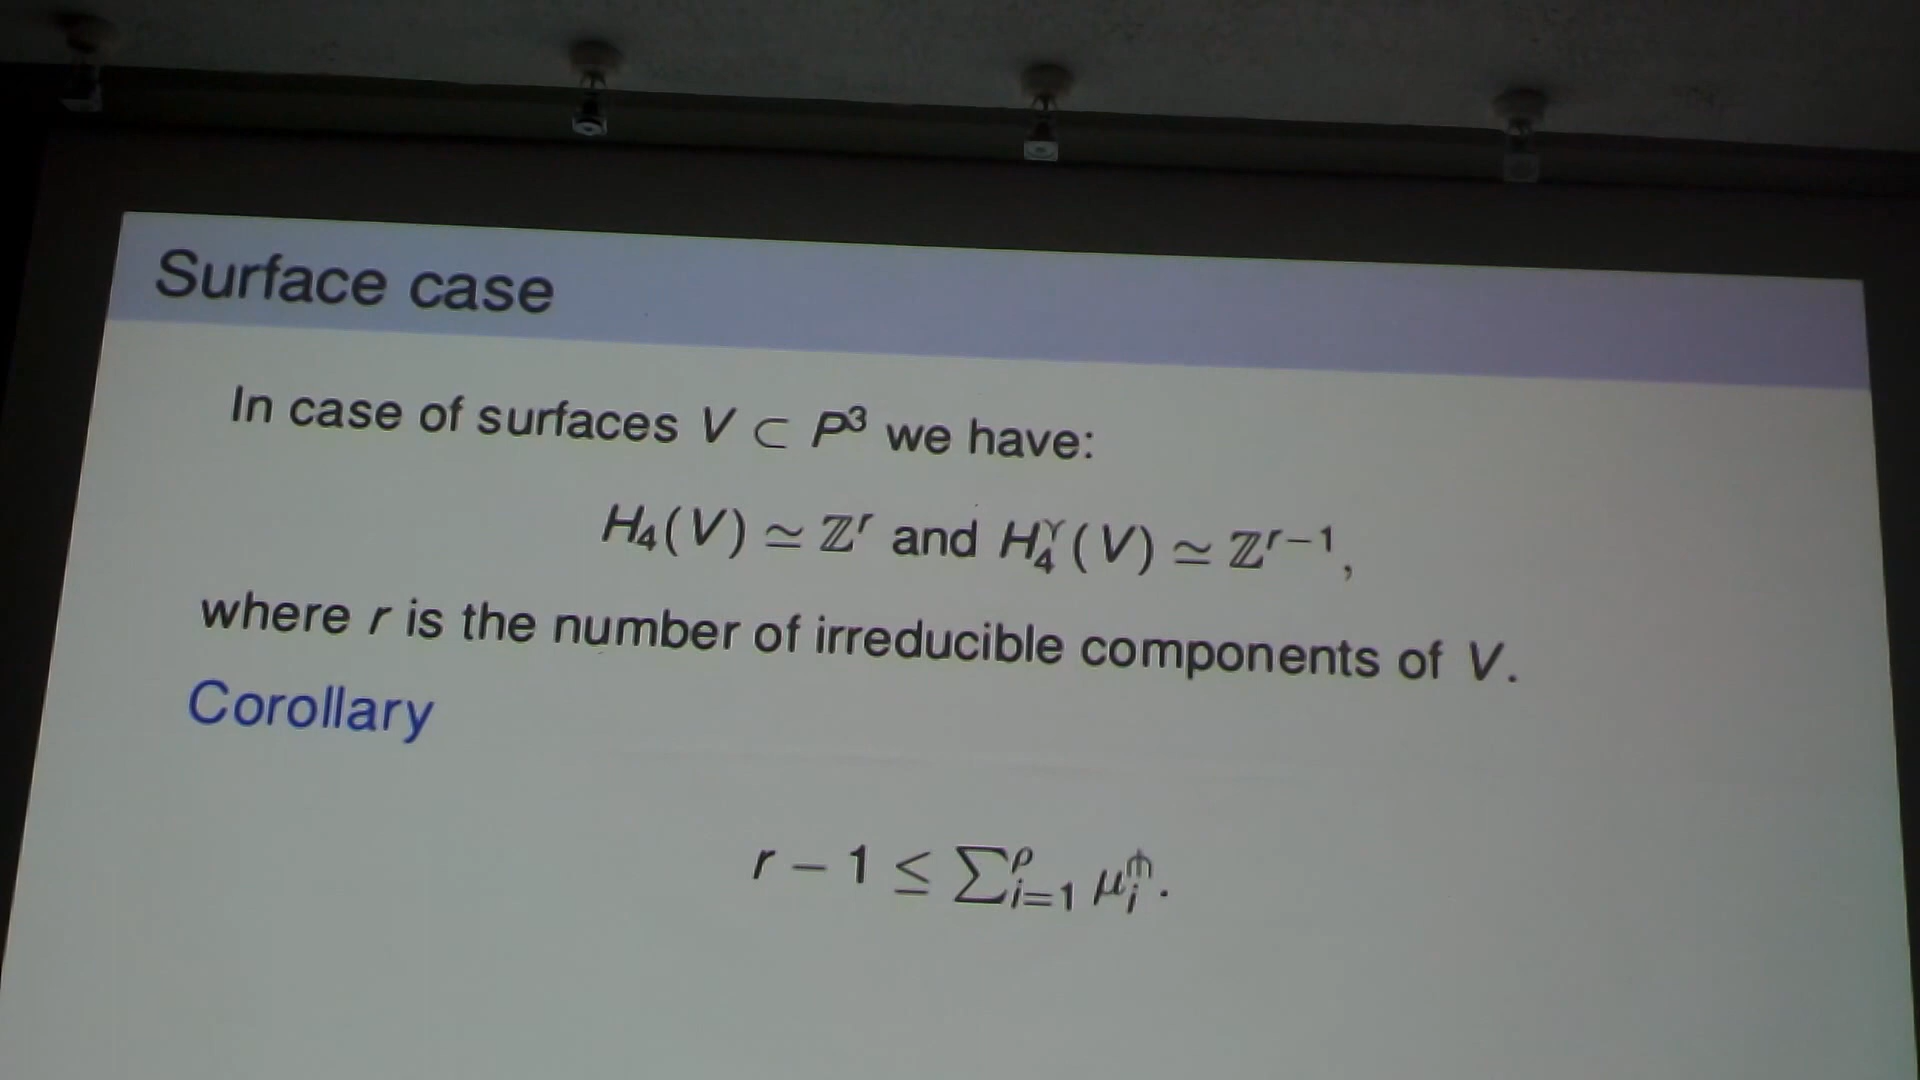 Surface case
In case of surfaces V ⊂ P³ we have:
H₄(V) ≃ ℤʳ and H₄^⋎(V) ≃ ℤʳ⁻¹,
where r is the number of irreducible components of V.
Corollary
r − 1 ≤ ∑ᵢ₌₁^ρ μᵢ^⋔.